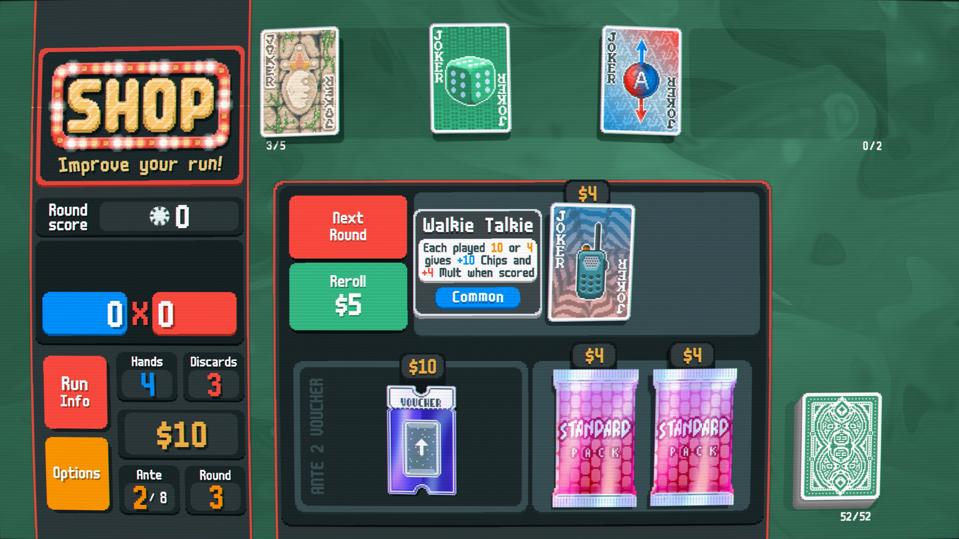 JOKER
JOKER
JOKER
JOKER
JOKER
A
JOKER
3/5
0/2
SHOP
Improve your run!
Round
score
0
0 X 0
Run
Info
Hands
4
Discards
3
$10
Options
Ante
2/8
Round
3
Next
Round
Reroll
$5
Walkie Talkie
Each played 10 or 4
gives +10 Chips and
+4 Mult when scored
Common
$4
JOKER
JOKER
ANTE 2 VOUCHER
$10
VOUCHER
$4
STANDARD
PACK
$4
STANDARD
PACK
52/52